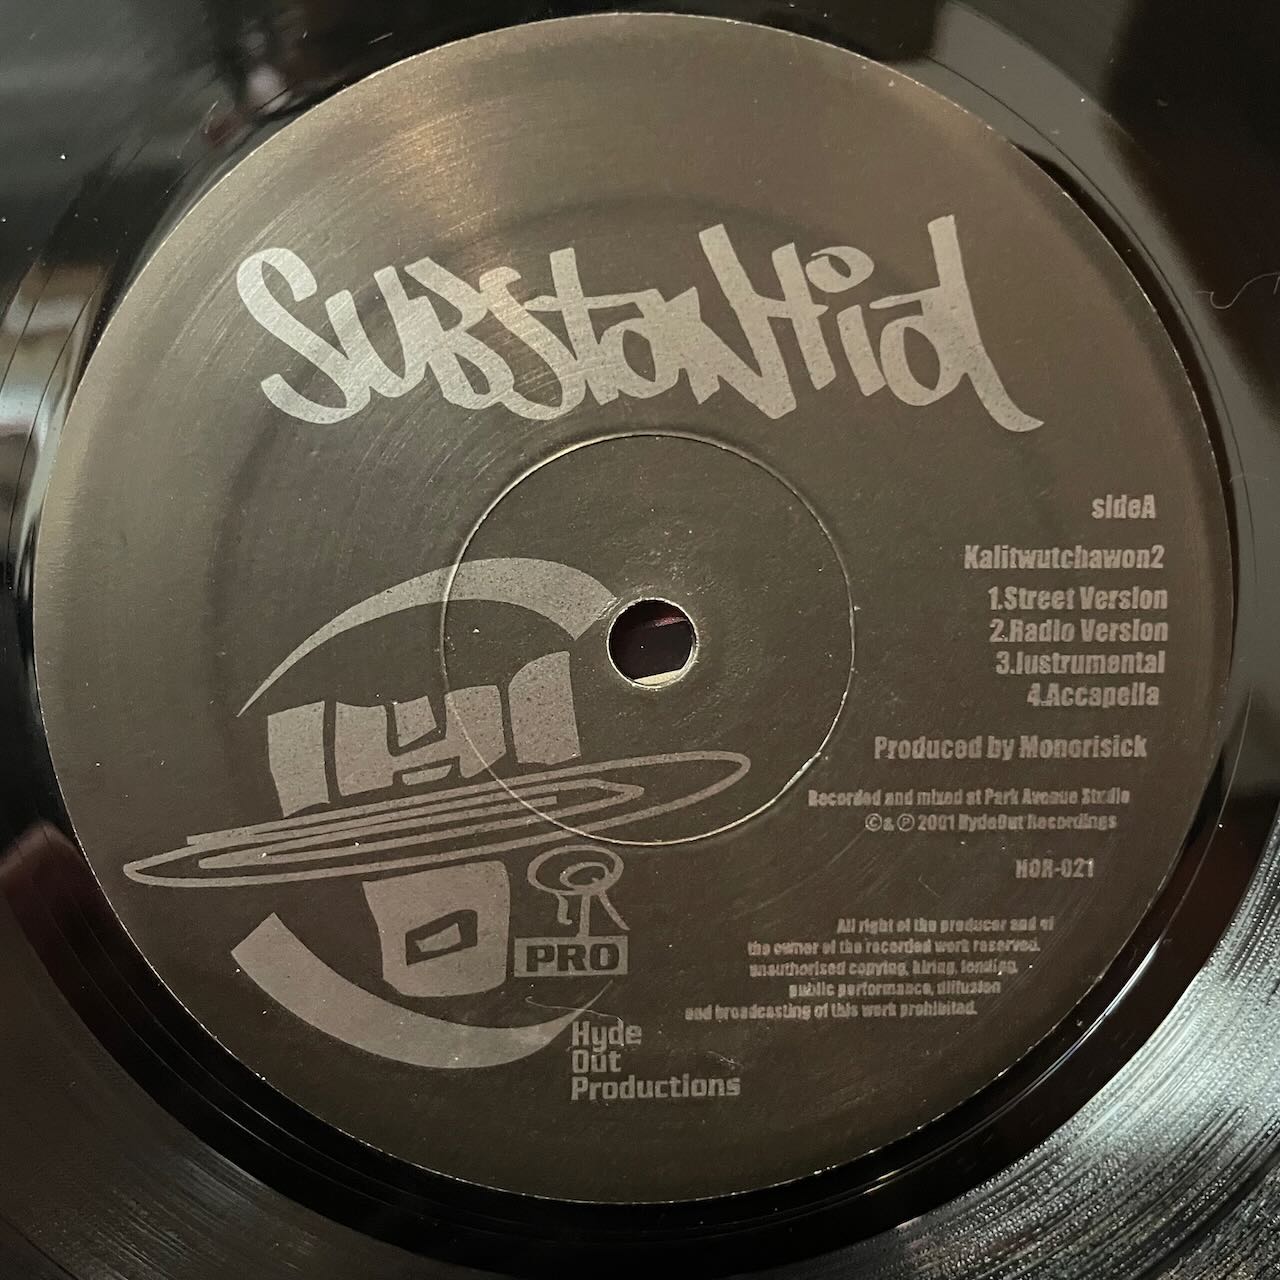 Substantial
sideA
Kalitwutchawon2
1.Street Version
2.Radio Version
3.Iustrumental
4.Accapella
Produced by Monorisick
Recorded and mixed at Park Avenue Studio
©& ℗ 2001 HydeOut Recordings
HOR-021
All right of the producer and of
the owner of the recorded work reserved.
unauthorised copying, hiring, lending,
public performance, diffusion
and broadcasting of this work prohibited.
PRO
Hyde
Out
Productions